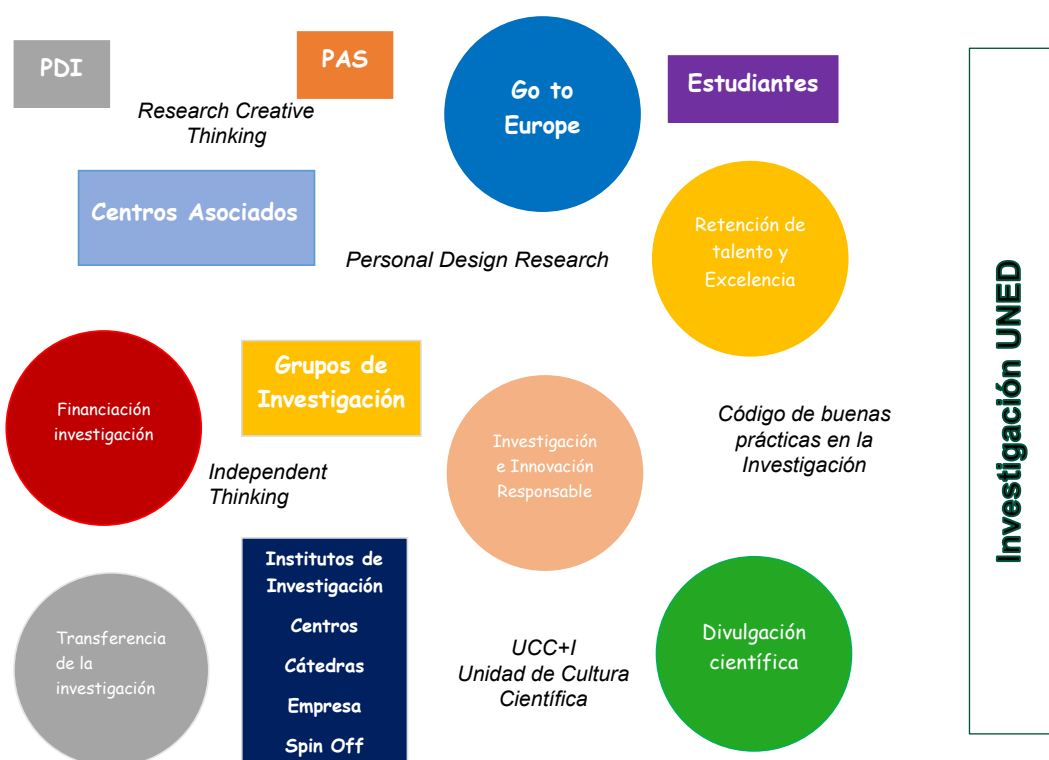 PDI
PAS
Go to
Europe
Estudiantes
Research Creative
Thinking
Centros Asociados
Retención de
talento y
Excelencia
Personal Design Research
Investigación UNED
Financiación
investigación
Grupos de
Investigación
Independent
Thinking
Investigación
e Innovación
Responsable
Código de buenas
prácticas en la
Investigación
Transferencia
de la
investigación
Institutos de
Investigación
Centros
Cátedras
Empresa
Spin Off
UCC+I
Unidad de Cultura
Científica
Divulgación
científica